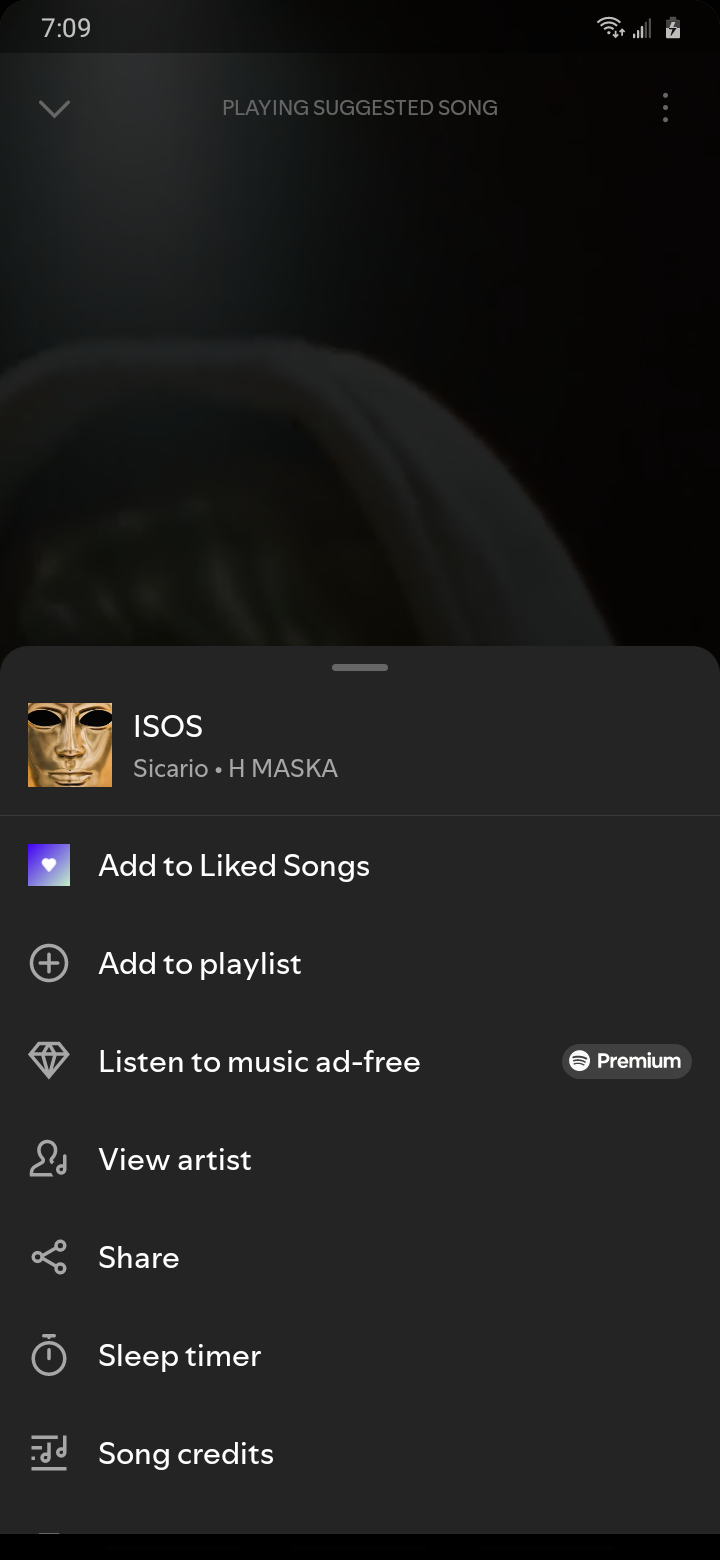 7:09
PLAYING SUGGESTED SONG
ISOS
Sicario • H MASKA
Add to Liked Songs
Add to playlist
Listen to music ad-free Premium
View artist
Share
Sleep timer
Song credits